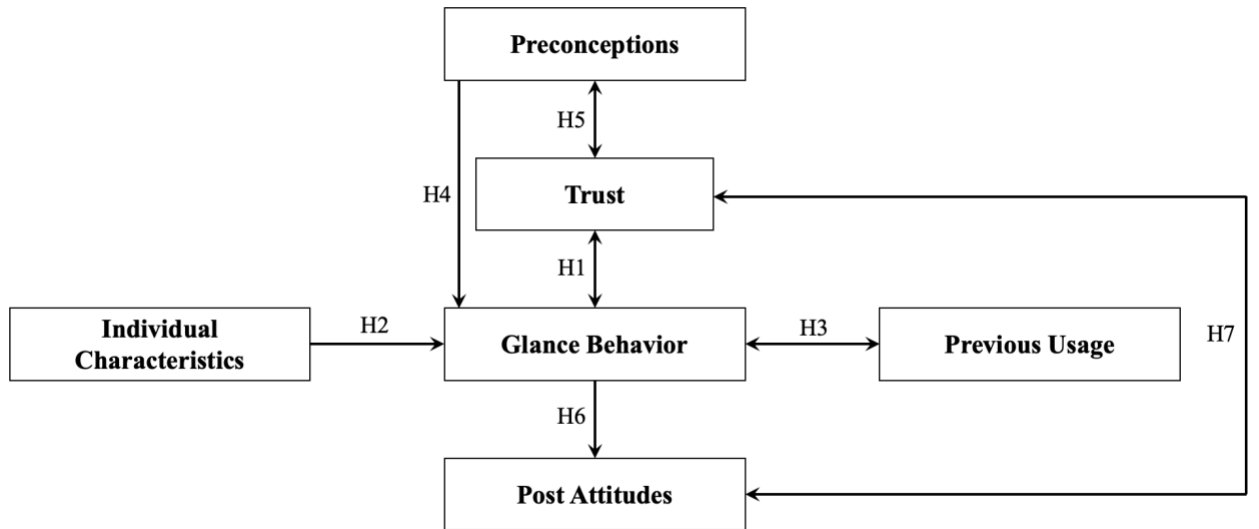 Preconceptions
H5
H4
Trust
H1
Individual
Characteristics
H2
Glance Behavior
H3
Previous Usage
H7
H6
Post Attitudes